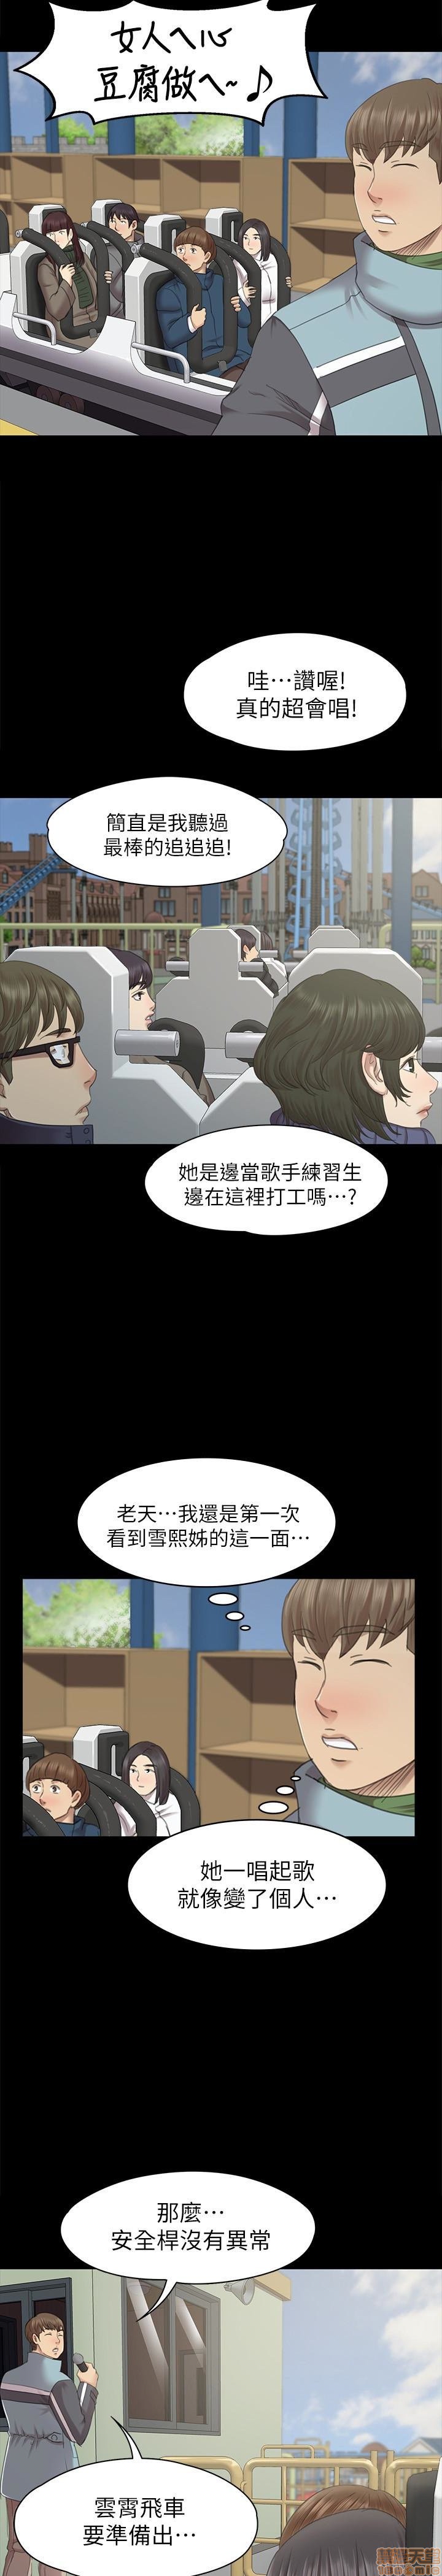 女人ㄟ心
豆腐做ㄟ~♪
哇⋯讚喔!
真的超會唱!
簡直是我聽過
最棒的追追追!
她是邊當歌手練習生
邊在這裡打工嗎⋯?
老天⋯我還是第一次
看到雪熙姊的這一面⋯
她一唱起歌
就像變了個人⋯
那麼⋯
安全桿沒有異常
雲霄飛車
要準備出⋯